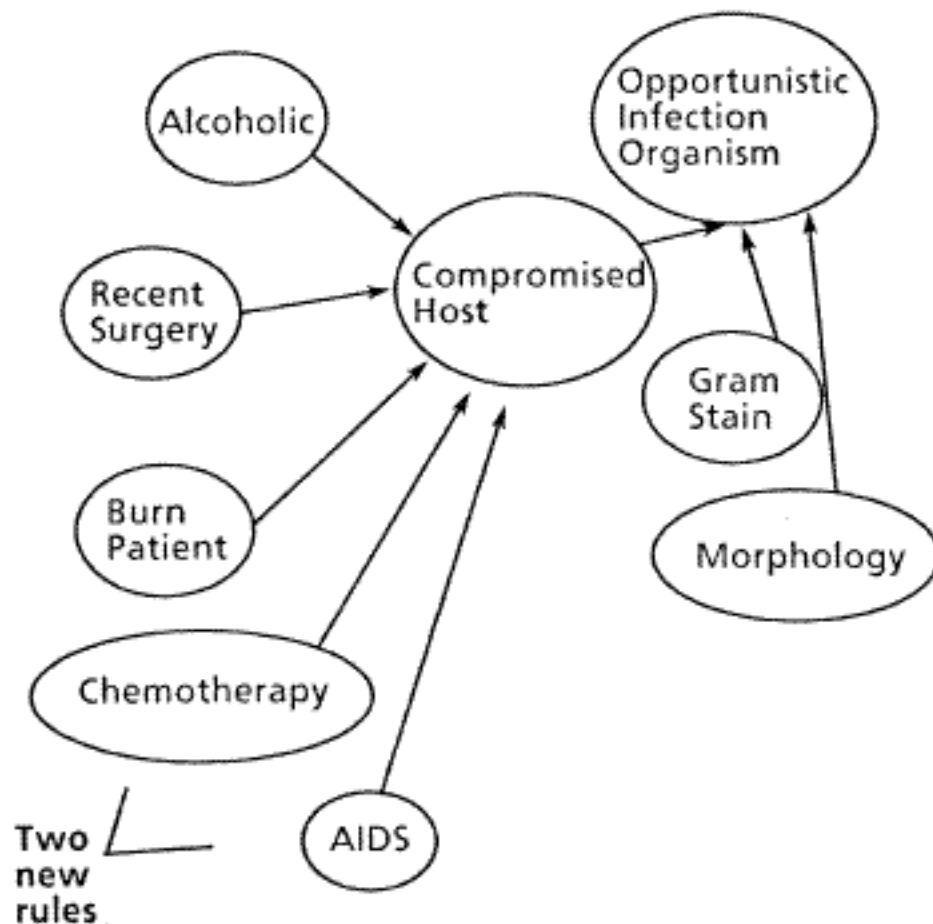 Alcoholic
Opportunistic
Infection
Organism
Recent
Surgery
Compromised
Host
Gram
Stain
Burn
Patient
Morphology
Chemotherapy
AIDS
Two
new
rules